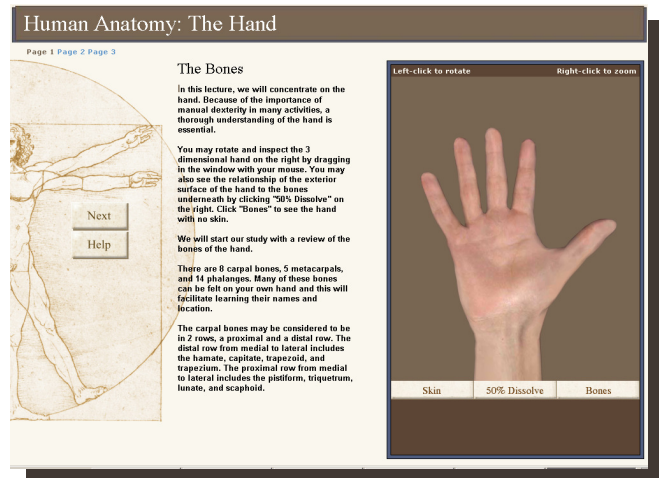 Human Anatomy: The Hand
Page 1 Page 2 Page 3
The Bones
In this lecture, we will concentrate on the
hand. Because of the importance of
manual dexterity in many activities, a
thorough understanding of the hand is
essential.
You may rotate and inspect the 3
dimensional hand on the right by dragging
in the window with your mouse. You may
also see the relationship of the exterior
surface of the hand to the bones
underneath by clicking "50% Dissolve" on
the right. Click "Bones" to see the hand
with no skin.
We will start our study with a review of the
bones of the hand.
There are 8 carpal bones, 5 metacarpals,
and 14 phalanges. Many of these bones
can be felt on your own hand and this will
facilitate learning their names and
location.
The carpal bones may be considered to be
in 2 rows, a proximal and a distal row. The
distal row from medial to lateral includes
the hamate, capitate, trapezoid, and
trapezium. The proximal row from medial
to lateral includes the pistiform, triquetrum,
lunate, and scaphoid.
Next
Help
Left-click to rotate
Right-click to zoom
Skin
50% Dissolve
Bones